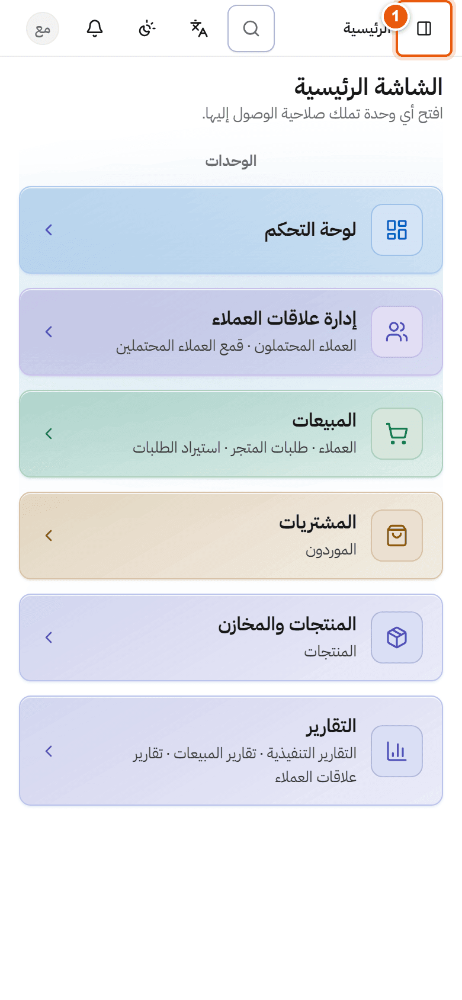 1
الرئيسية
مع
الشاشة الرئيسية
افتح أي وحدة تملك صلاحية الوصول إليها.
الوحدات
لوحة التحكم
إدارة علاقات العملاء
العملاء المحتملون · قمع العملاء المحتملين
المبيعات
العملاء · طلبات المتجر · استيراد الطلبات
المشتريات
الموردون
المنتجات والمخازن
المنتجات
التقارير
التقارير التنفيذية · تقارير المبيعات · تقارير
علاقات العملاء